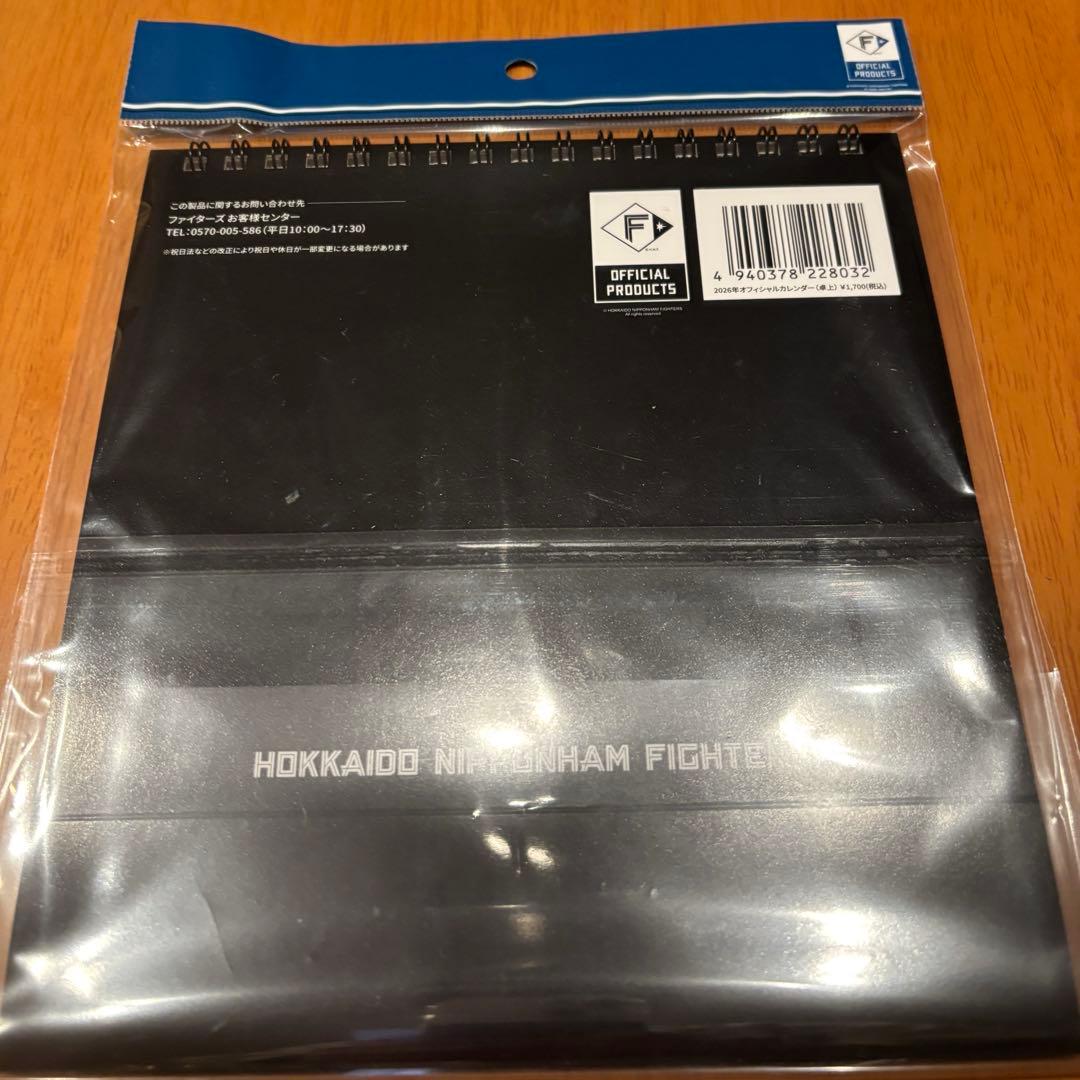 F
OFFICIAL
PRODUCTS
この製品に関するお問い合わせ先
ファイターズ お客様センター
TEL:0570-005-586(平日10:00〜17:30)
※祝日法などの改正により祝日や休日が一部変更になる場合があります
F
OFFICIAL
PRODUCTS
© HOKKAIDO NIPPONHAM FIGHTERS
All rights reserved
4 940378 228032
2026年オフィシャルカレンダー(卓上) ¥1,700(税込)
HOKKAIDO NIPPONHAM FIGHTE